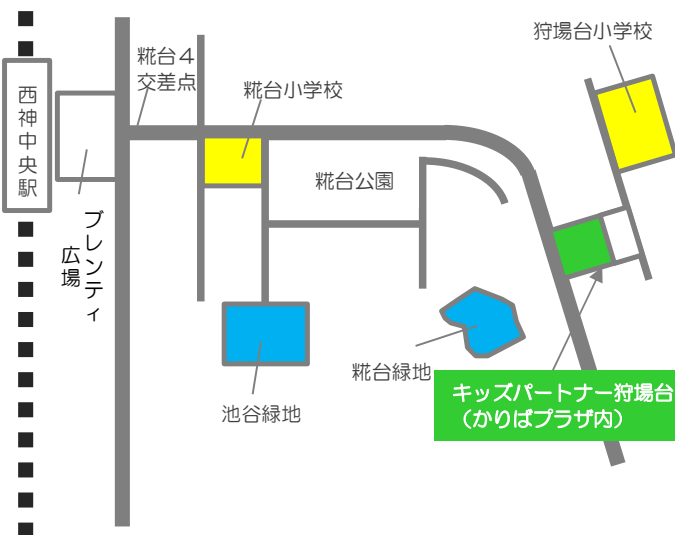 狩場台小学校
糀台４
交差点
糀台小学校
西神中央駅
糀台公園
ブレンティ
広場
糀台緑地
キッズパートナー狩場台
（かりばプラザ内）
池谷緑地